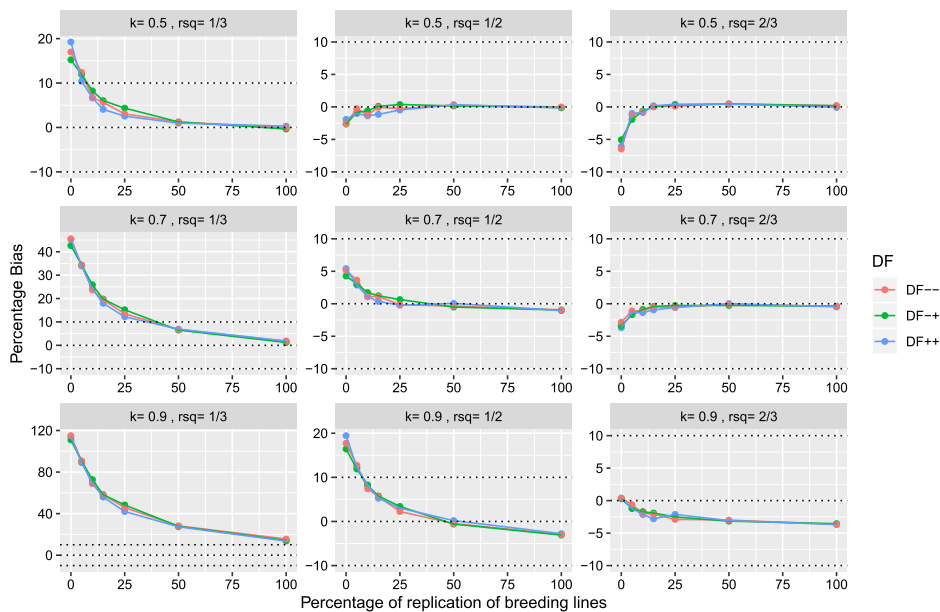 k= 0.5 , rsq= 1/3
k= 0.5 , rsq= 1/2
k= 0.5 , rsq= 2/3
20
10
0
−10
10
5
0
−5
−10
10
5
0
−5
−10
0 25 50 75 100
0 25 50 75 100
0 25 50 75 100
k= 0.7 , rsq= 1/3
k= 0.7 , rsq= 1/2
k= 0.7 , rsq= 2/3
40
30
20
10
0
−10
10
5
0
−5
−10
10
5
0
−5
−10
0 25 50 75 100
0 25 50 75 100
0 25 50 75 100
k= 0.9 , rsq= 1/3
k= 0.9 , rsq= 1/2
k= 0.9 , rsq= 2/3
120
80
40
0
20
10
0
−10
10
5
0
−5
−10
0 25 50 75 100
0 25 50 75 100
0 25 50 75 100
Percentage Bias
Percentage of replication of breeding lines
DF
DF−−
DF−+
DF++